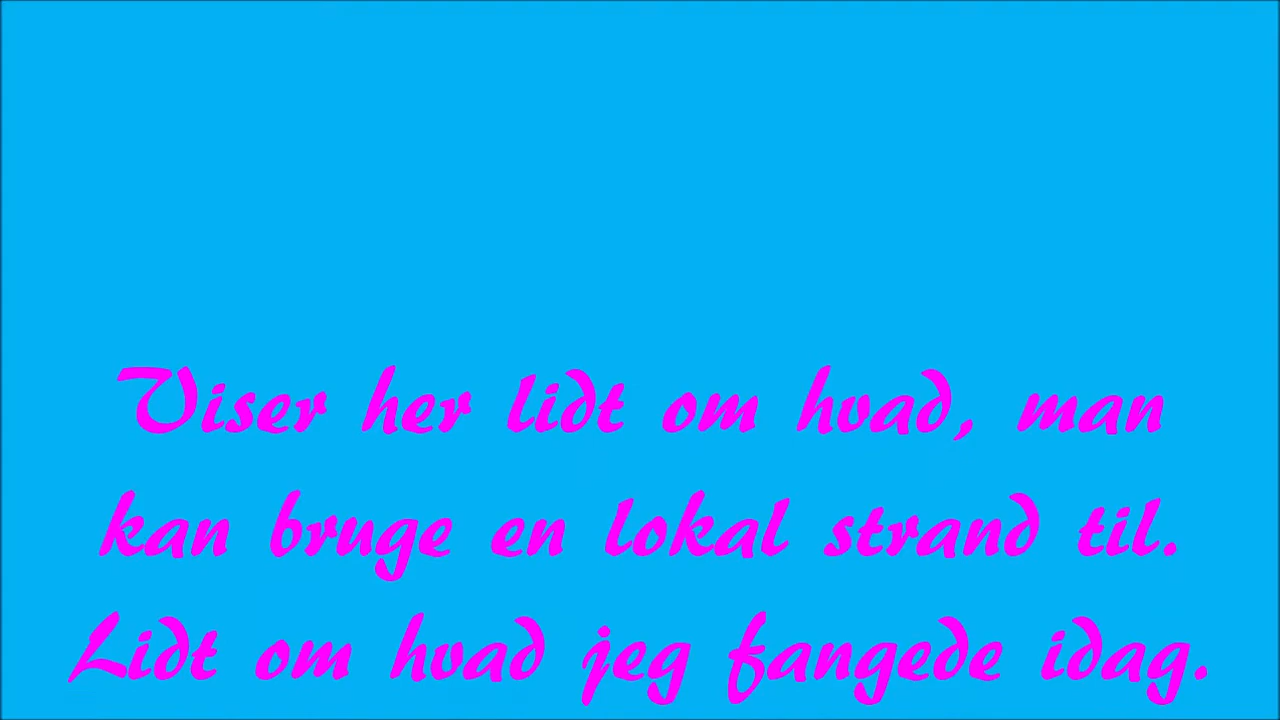 Viser her lidt om hvad, man
kan bruge en lokal strand til.
Lidt om hvad jeg fangede idag.